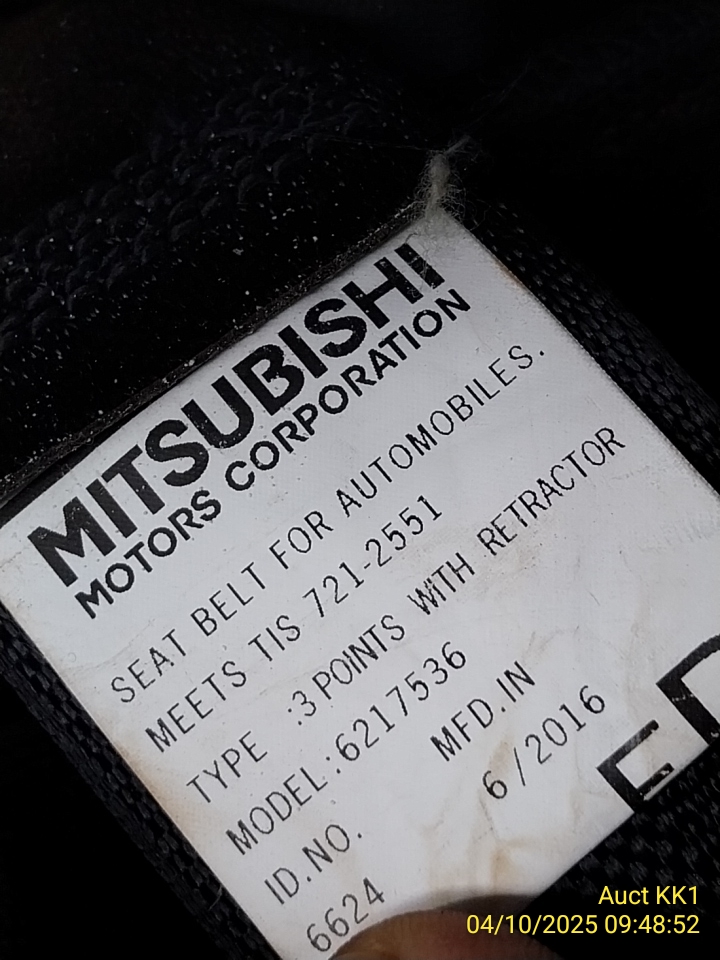 MITSUBISHI
MOTORS CORPORATION
SEAT BELT FOR AUTOMOBILES.
MEETS TIS 721-2551
TYPE :3 POINTS WITH RETRACTOR
MODEL:6217536
ID.NO. MFD.IN
6624 6/2016
Auct KK1
04/10/2025 09:48:52